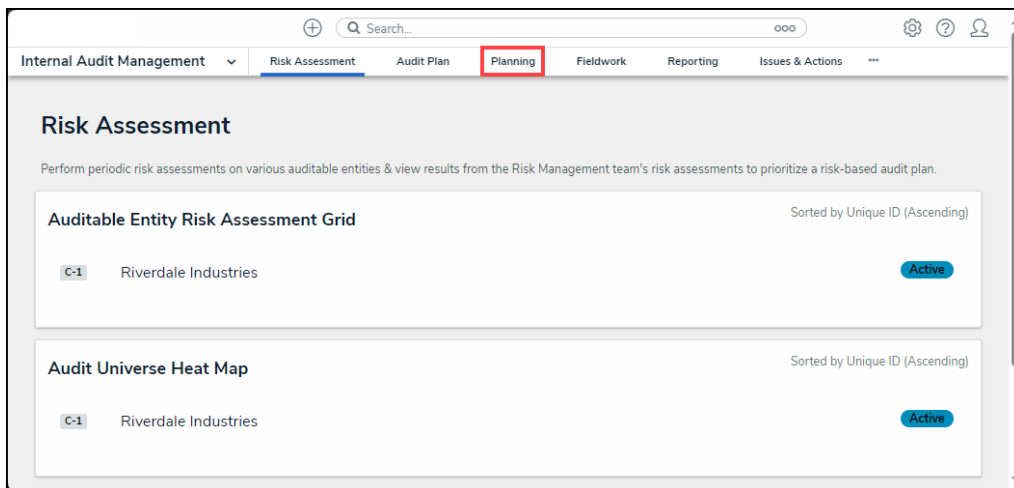 Search...
Internal Audit Management Risk Assessment Audit Plan Planning Fieldwork Reporting Issues & Actions
Risk Assessment
Perform periodic risk assessments on various auditable entities & view results from the Risk Management team's risk assessments to prioritize a risk-based audit plan.
Auditable Entity Risk Assessment Grid Sorted by Unique ID (Ascending)
C-1 Riverdale Industries Active
Audit Universe Heat Map Sorted by Unique ID (Ascending)
C-1 Riverdale Industries Active